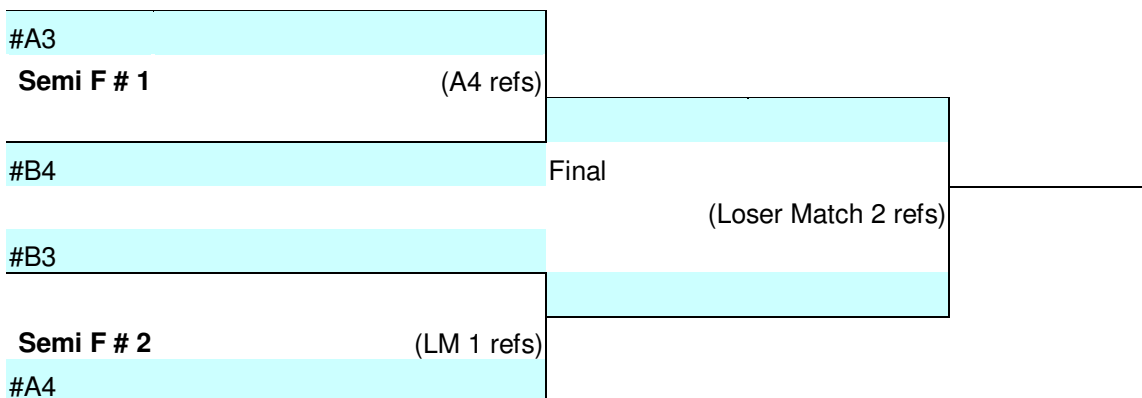 #A3
Semi F # 1 (A4 refs)
#B4 Final
(Loser Match 2 refs)
#B3
Semi F # 2 (LM 1 refs)
#A4